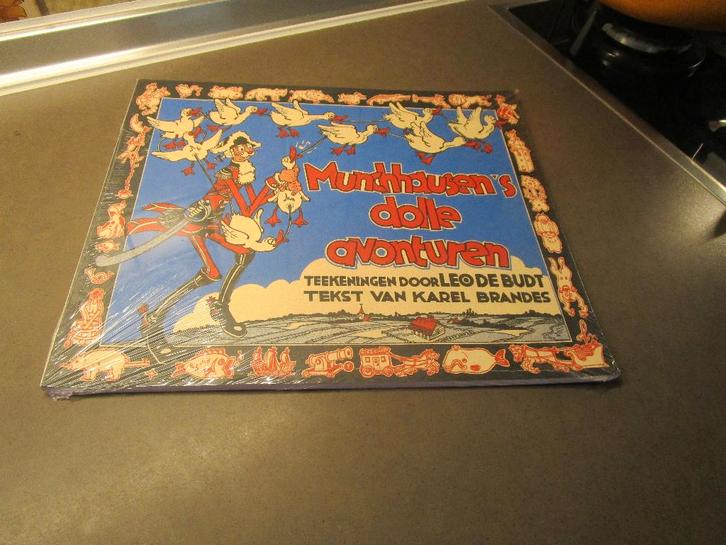 Munchhausen's
dolle
avonturen
TEEKENINGEN DOOR LEO DE BUDT
TEKST VAN KAREL BRANDES